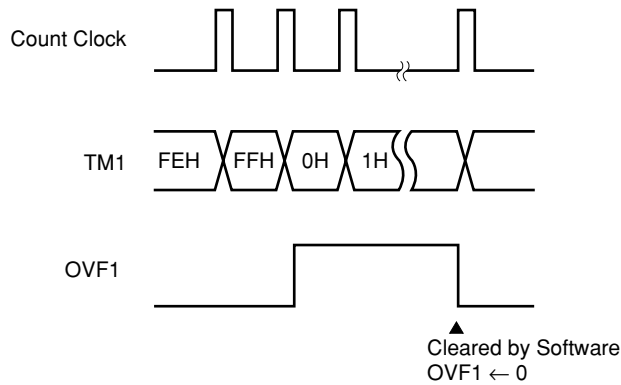 Count Clock
TM1
FEH
FFH
0H
1H
OVF1
Cleared by Software
OVF1 ← 0